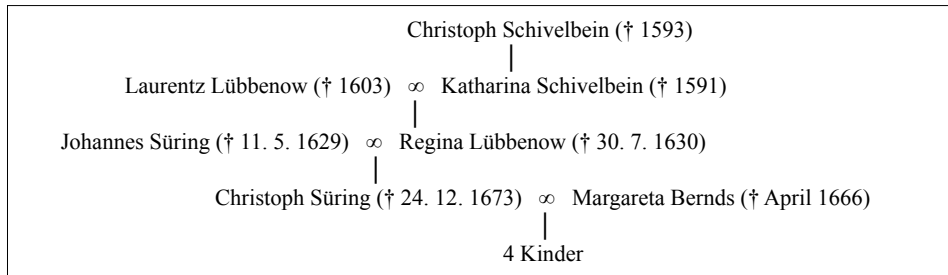 Christoph Schivelbein († 1593)
Laurentz Lübbenow († 1603) ∞ Katharina Schivelbein († 1591)
Johannes Süring († 11. 5. 1629) ∞ Regina Lübbenow († 30. 7. 1630)
Christoph Süring († 24. 12. 1673) ∞ Margareta Bernds († April 1666)
4 Kinder